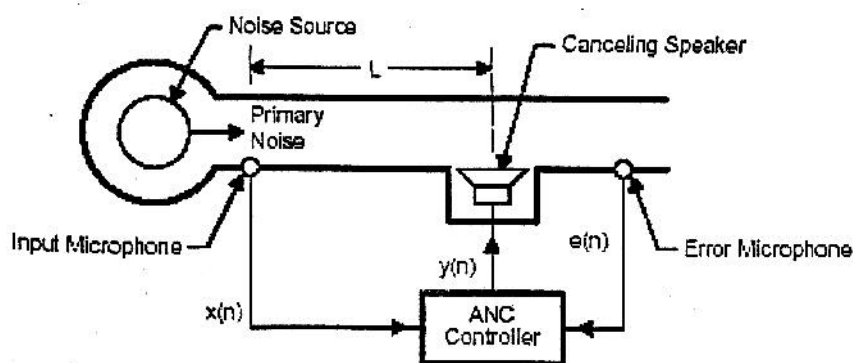 Noise Source
Canceling Speaker
L
Primary
Noise
Input Microphone
Error Microphone
e(n)
y(n)
x(n)
ANC
Controller